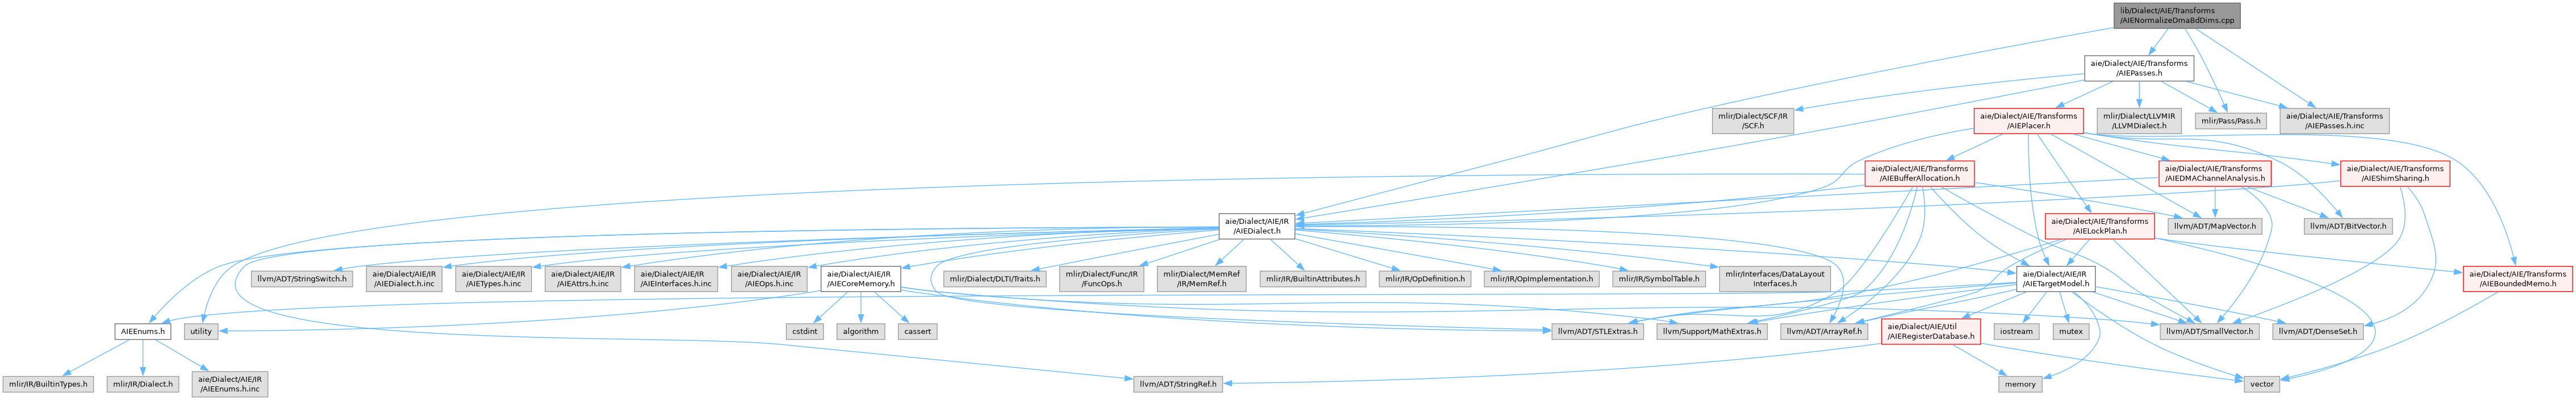 lib/Dialect/AIE/Transforms
/AIENormalizeDmaBdDims.cpp
aie/Dialect/AIE/Transforms
/AIEPasses.h
mlir/Dialect/SCF/IR
/SCF.h
aie/Dialect/AIE/Transforms
/AIEPlacer.h
mlir/Dialect/LLVMIR
/LLVMDialect.h
mlir/Pass/Pass.h
aie/Dialect/AIE/Transforms
/AIEPasses.h.inc
aie/Dialect/AIE/Transforms
/AIEBufferAllocation.h
aie/Dialect/AIE/Transforms
/AIEDMAChannelAnalysis.h
aie/Dialect/AIE/Transforms
/AIEShimSharing.h
aie/Dialect/AIE/IR
/AIEDialect.h
aie/Dialect/AIE/Transforms
/AIELockPlan.h
llvm/ADT/MapVector.h
llvm/ADT/BitVector.h
llvm/ADT/StringSwitch.h
aie/Dialect/AIE/IR
/AIEDialect.h.inc
aie/Dialect/AIE/IR
/AIETypes.h.inc
aie/Dialect/AIE/IR
/AIEAttrs.h.inc
aie/Dialect/AIE/IR
/AIEInterfaces.h.inc
aie/Dialect/AIE/IR
/AIEOps.h.inc
aie/Dialect/AIE/IR
/AIECoreMemory.h
mlir/Dialect/DLTI/Traits.h
mlir/Dialect/Func/IR
/FuncOps.h
mlir/Dialect/MemRef
/IR/MemRef.h
mlir/IR/BuiltinAttributes.h
mlir/IR/OpDefinition.h
mlir/IR/OpImplementation.h
mlir/IR/SymbolTable.h
mlir/Interfaces/DataLayout
Interfaces.h
aie/Dialect/AIE/IR
/AIETargetModel.h
aie/Dialect/AIE/Transforms
/AIEBoundedMemo.h
AIEEnums.h
utility
cstdint
algorithm
cassert
llvm/ADT/STLExtras.h
llvm/Support/MathExtras.h
llvm/ADT/ArrayRef.h
aie/Dialect/AIE/Util
/AIERegisterDatabase.h
iostream
mutex
llvm/ADT/SmallVector.h
llvm/ADT/DenseSet.h
mlir/IR/BuiltinTypes.h
mlir/IR/Dialect.h
aie/Dialect/AIE/IR
/AIEEnums.h.inc
llvm/ADT/StringRef.h
memory
vector